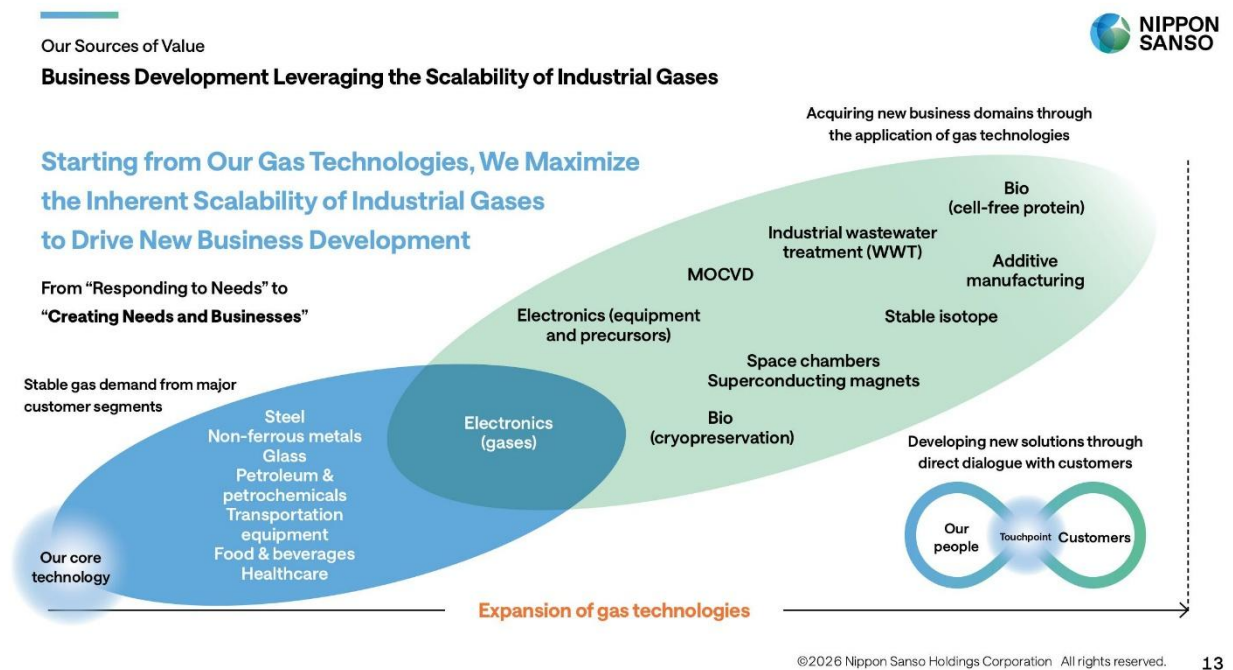 Our Sources of Value
Business Development Leveraging the Scalability of Industrial Gases
NIPPON
SANSO
Starting from Our Gas Technologies, We Maximize
the Inherent Scalability of Industrial Gases
to Drive New Business Development
From “Responding to Needs” to
“Creating Needs and Businesses”
Acquiring new business domains through
the application of gas technologies
Bio
(cell-free protein)
Industrial wastewater
treatment (WWT)
Additive
manufacturing
MOCVD
Electronics (equipment
and precursors)
Stable isotope
Space chambers
Superconducting magnets
Bio
(cryopreservation)
Stable gas demand from major
customer segments
Steel
Non-ferrous metals
Glass
Petroleum &
petrochemicals
Transportation
equipment
Food & beverages
Healthcare
Electronics
(gases)
Our core
technology
Developing new solutions through
direct dialogue with customers
Our
people
Touchpoint
Customers
Expansion of gas technologies
©2026 Nippon Sanso Holdings Corporation All rights reserved.
13